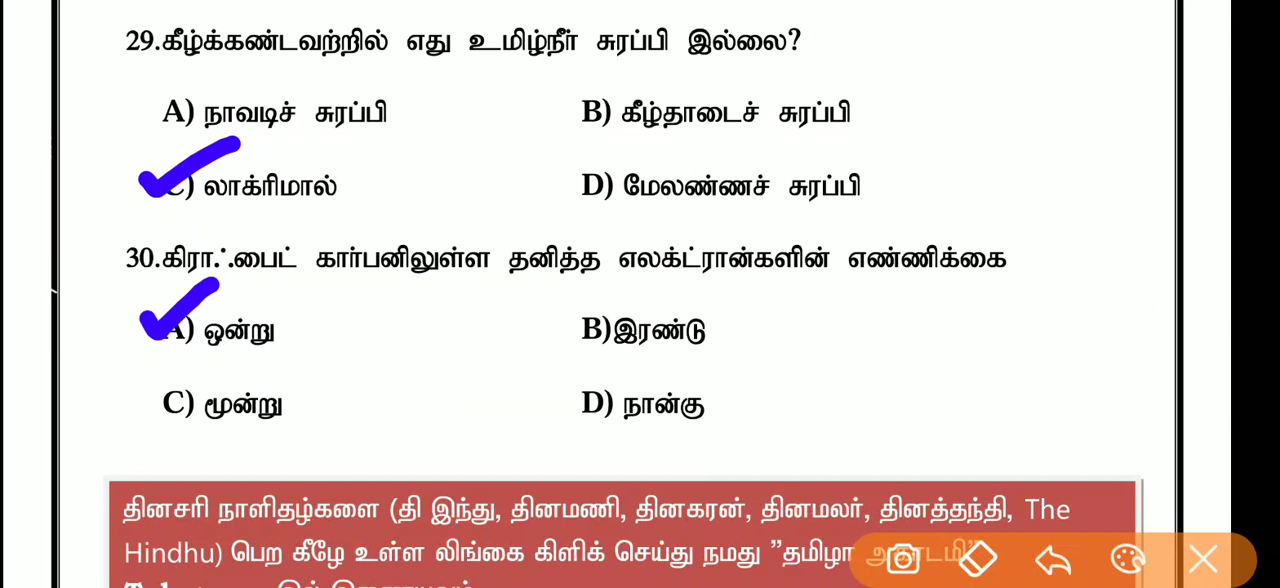 29.கீழ்க்கண்டவற்றில் எது உமிழ்நீர் சுரப்பி இல்லை?
A) நாவடிச் சுரப்பி B) கீழ்தாடைச் சுரப்பி
C) லாக்ரிமால் D) மேலண்ணச் சுரப்பி
30.கிராஃபைட் கார்பனிலுள்ள தனித்த எலக்ட்ரான்களின் எண்ணிக்கை
A) ஒன்று B)இரண்டு
C) மூன்று D) நான்கு
தினசரி நாளிதழ்களை (தி இந்து, தினமணி, தினகரன், தினமலர், தினத்தந்தி, The
Hindhu) பெற கீழே உள்ள லிங்கை கிளிக் செய்து நமது ”தமிழா